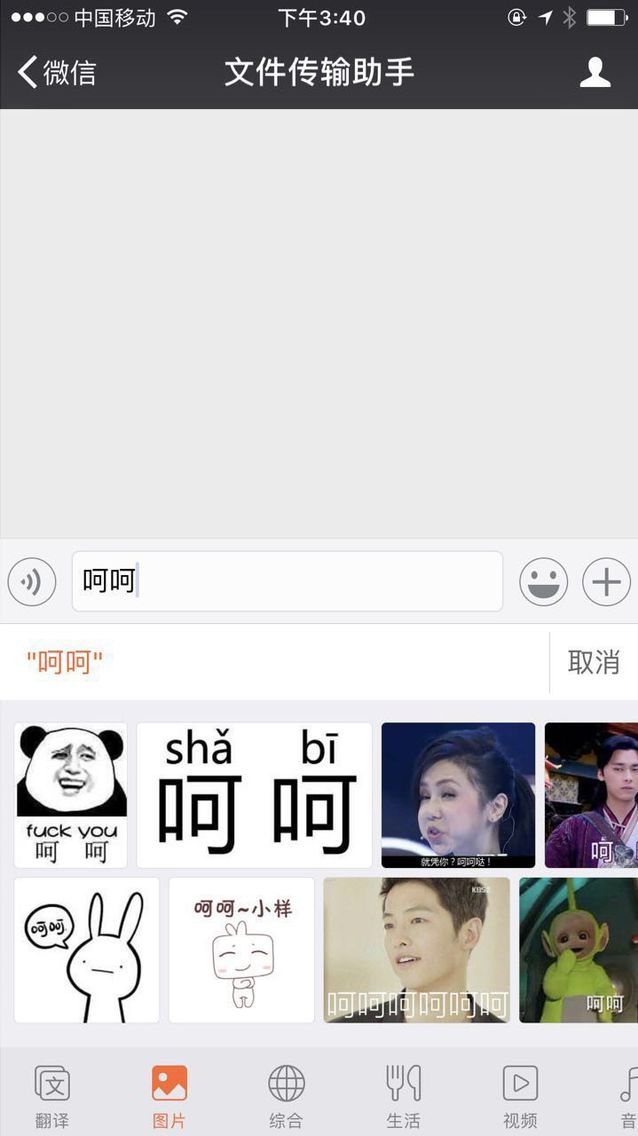 中国移动
下午3:40
微信
文件传输助手
呵呵
"呵呵"
取消
fuck you
呵 呵
shǎ bī
呵 呵
就凭你？呵呵哒！
呵
呵呵
呵呵~小样
KBS2
呵呵呵呵呵呵
呵呵
翻译
图片
综合
生活
视频
音